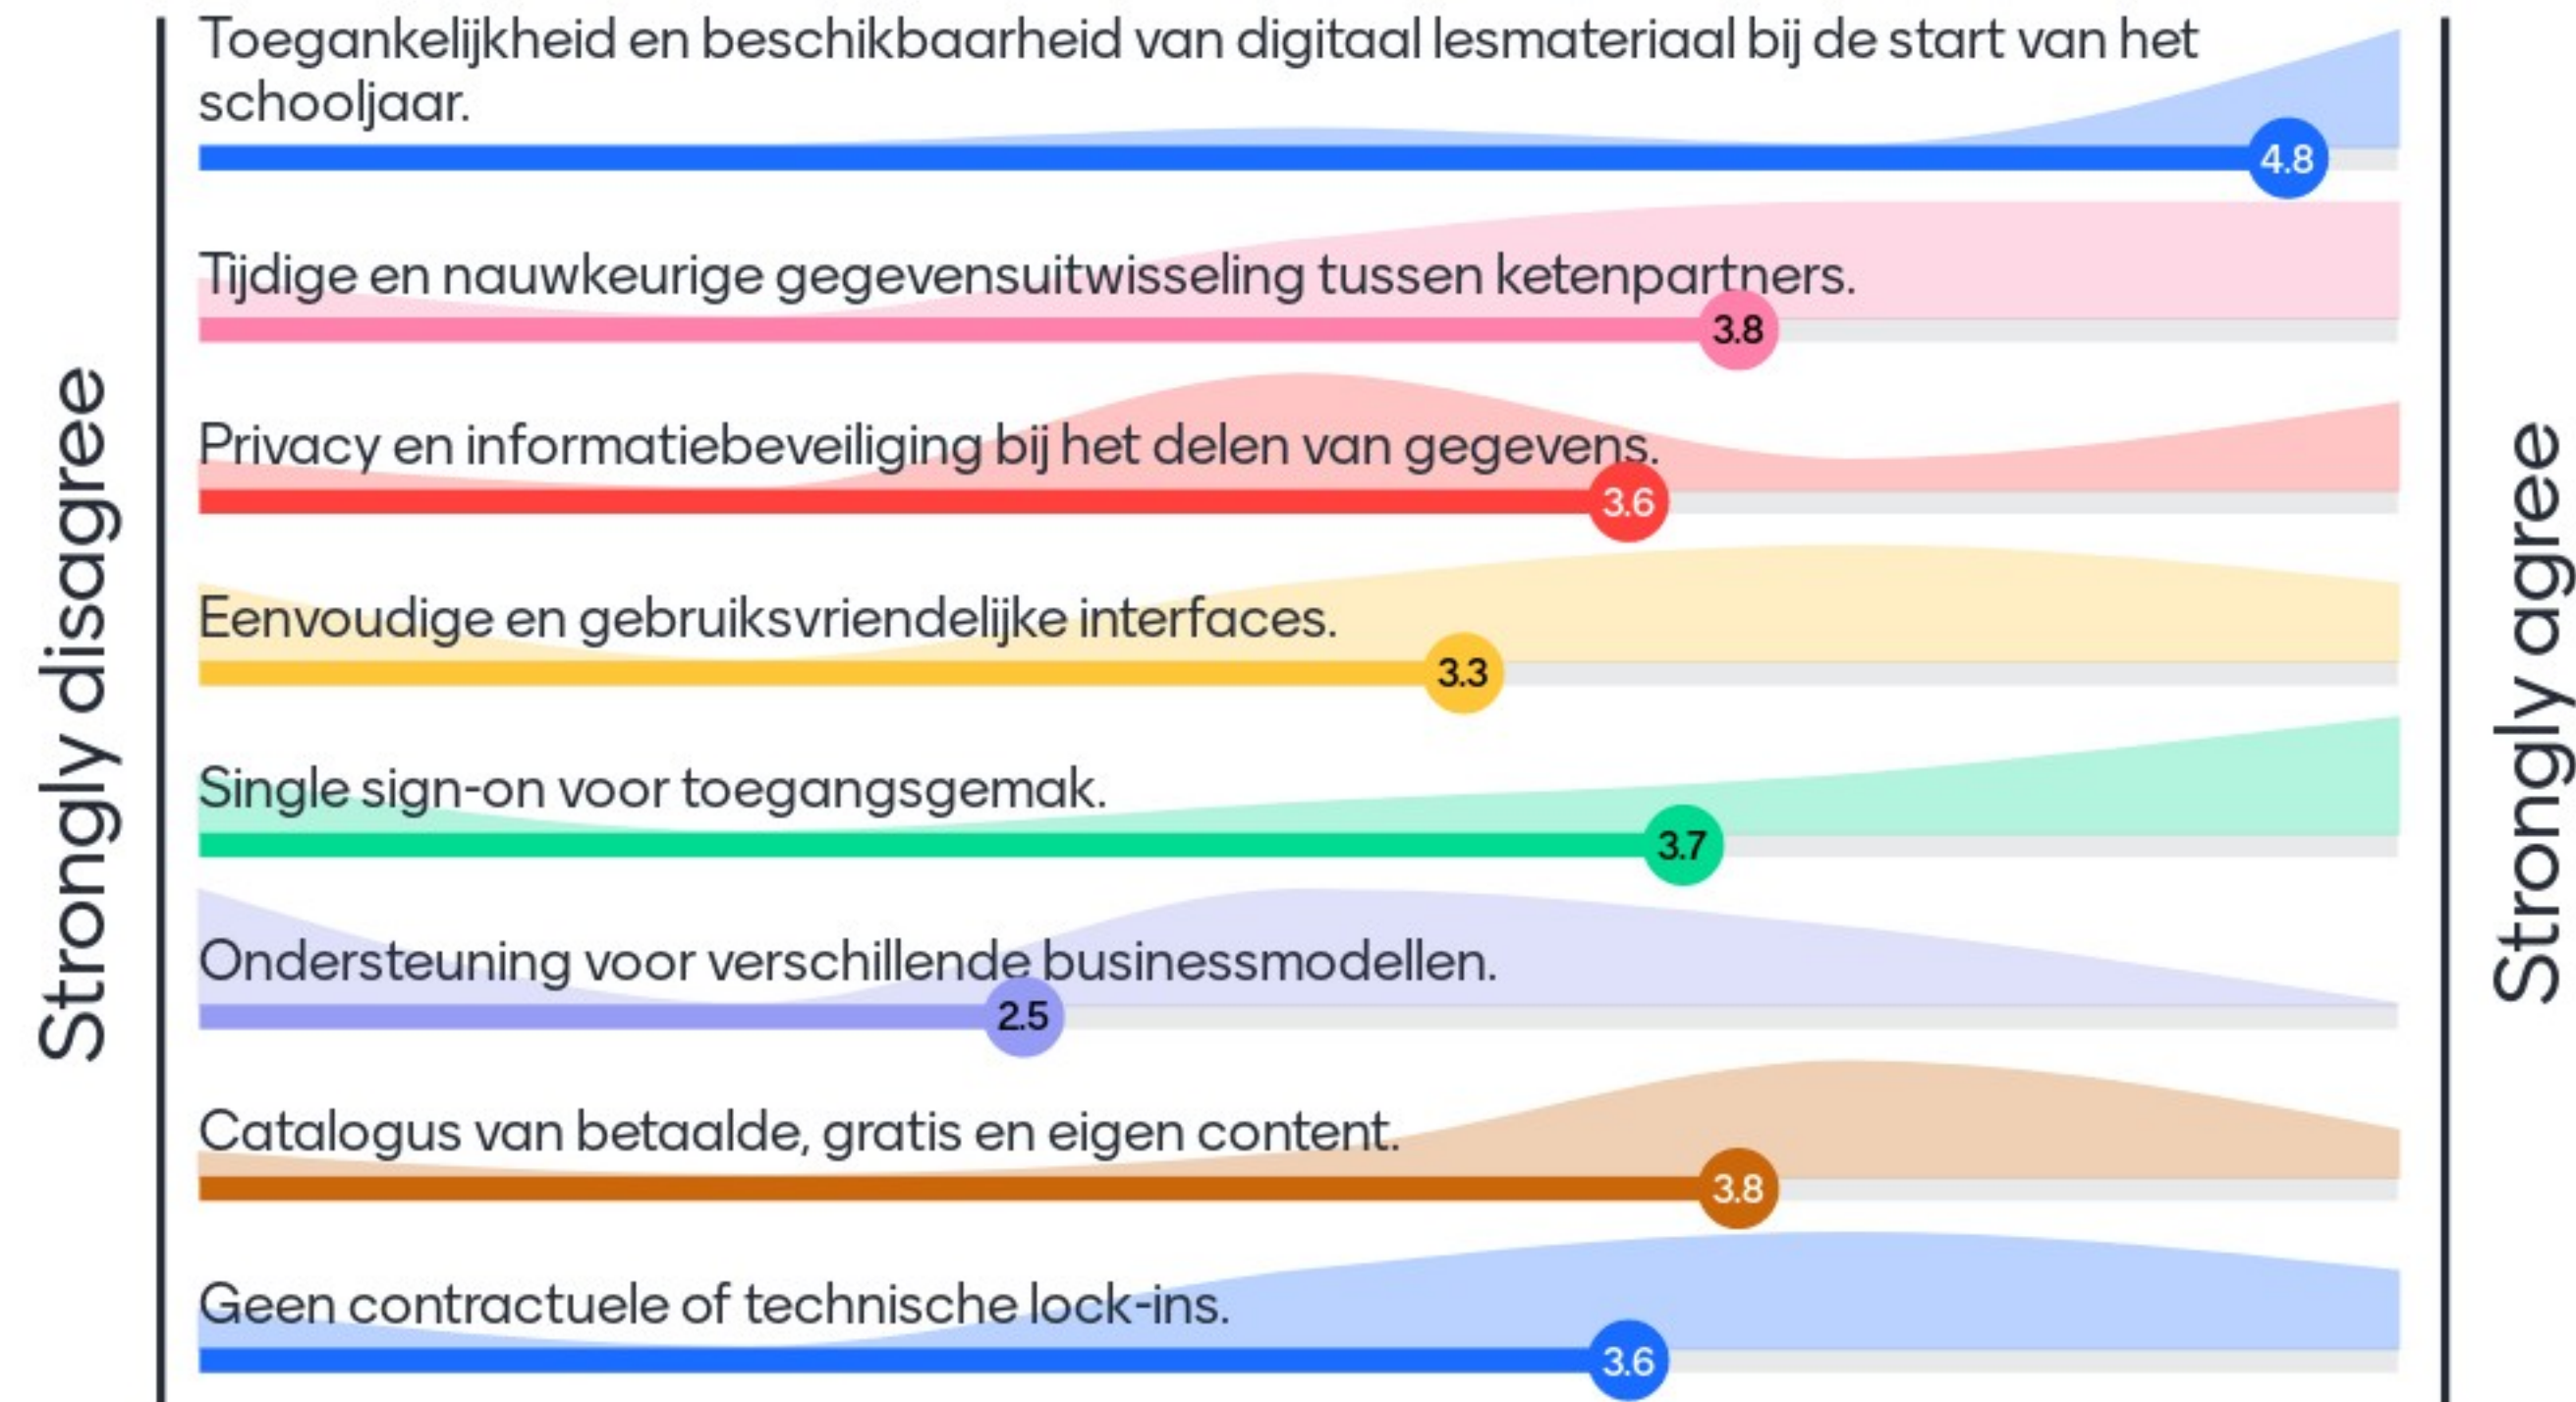 Toegankelijkheid en beschikbaarheid van digitaal lesmateriaal bij de start van het
schooljaar.
4.8
Tijdige en nauwkeurige gegevensuitwisseling tussen ketenpartners.
3.8
Privacy en informatiebeveiliging bij het delen van gegevens.
3.6
Eenvoudige en gebruiksvriendelijke interfaces.
3.3
Single sign-on voor toegangsgemak.
3.7
Ondersteuning voor verschillende businessmodellen.
2.5
Catalogus van betaalde, gratis en eigen content.
3.8
Geen contractuele of technische lock-ins.
3.6
Strongly disagree
Strongly agree